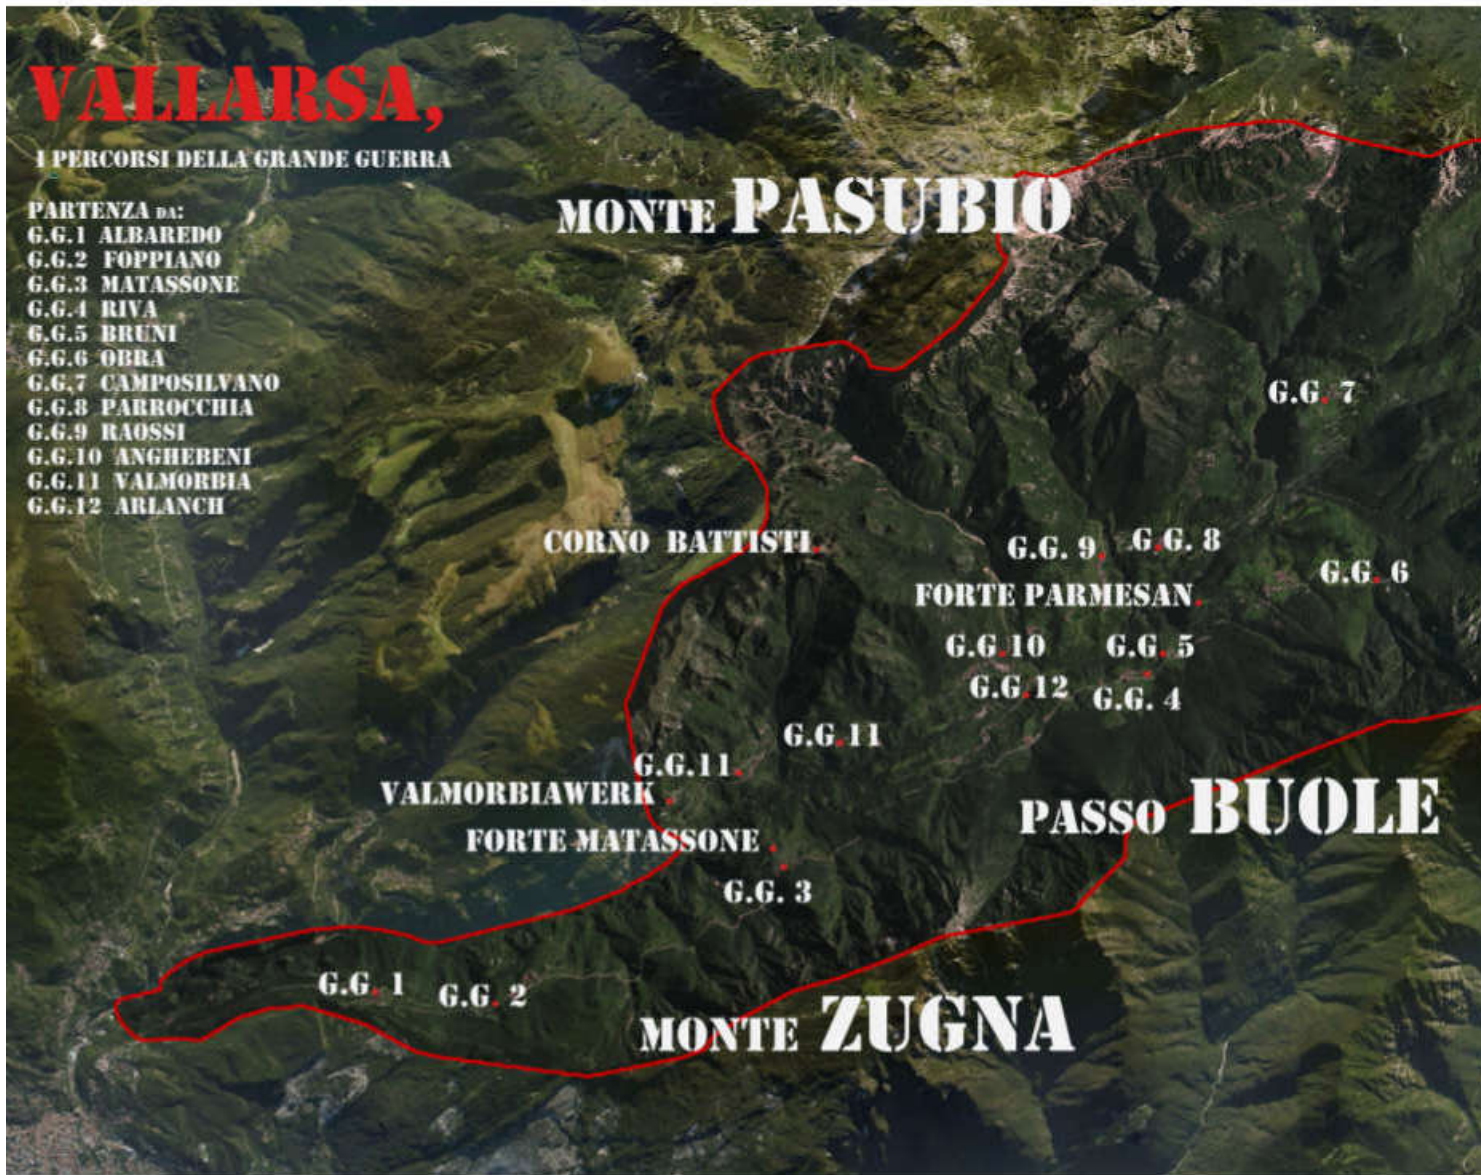 VALLARSA,
I PERCORSI DELLA GRANDE GUERRA
PARTENZA DA:
G.G.1 ALBAREDO
G.G.2 FOPPIANO
G.G.3 MATASSONE
G.G.4 RIVA
G.G.5 BRUNI
G.G.6 OBRA
G.G.7 CAMPOSILVANO
G.G.8 PARROCCHIA
G.G.9 RAOSSI
G.G.10 ANGHEBENI
G.G.11 VALMORBIA
G.G.12 ARLANCH
MONTE PASUBIO
G.G. 7
CORNO BATTISTI
G.G. 9
G.G. 8
G.G. 6
FORTE PARMESAN
G.G.10
G.G. 5
G.G.12
G.G. 4
G.G.11
G.G.11
VALMORBIAWERK
PASSO BUOLE
FORTE MATASSONE
G.G. 3
G.G. 1
G.G. 2
MONTE ZUGNA